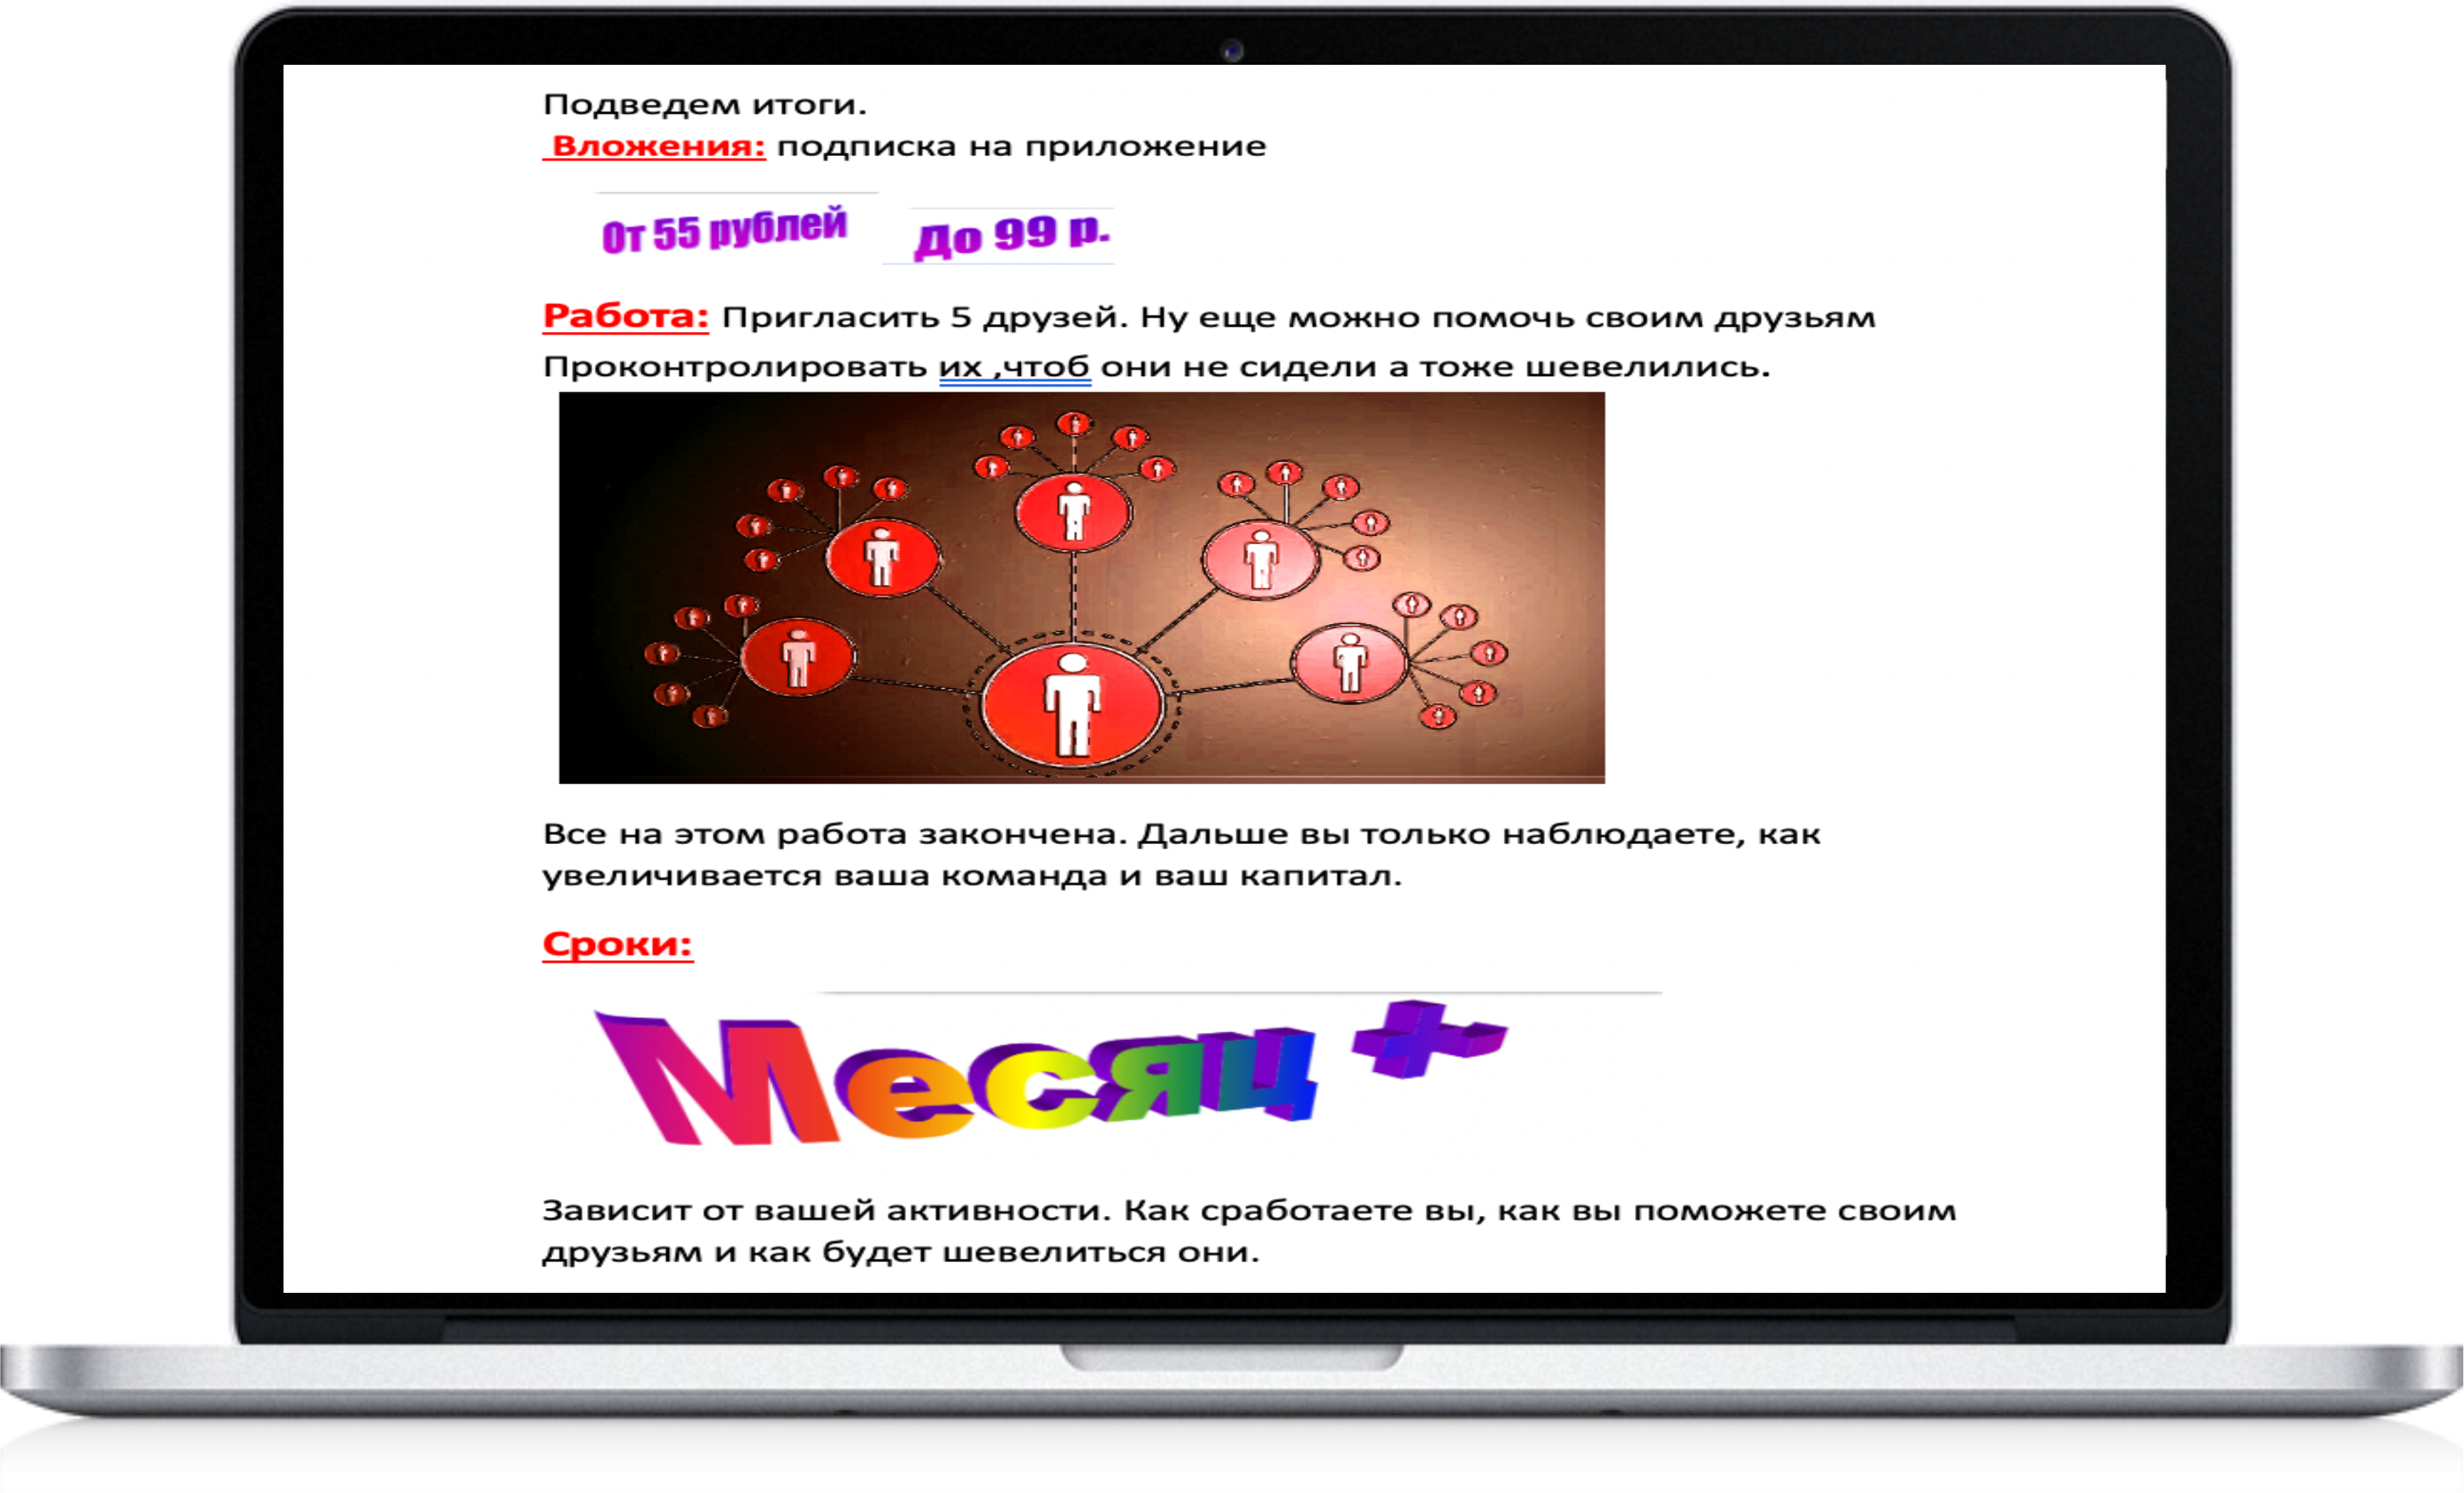 Подведем итоги.
Вложения: подписка на приложение
От 55 рублей До 99 р.
Работа: Пригласить 5 друзей. Ну еще можно помочь своим друзьям
Проконтролировать их ,чтоб они не сидели а тоже шевелились.
Все на этом работа закончена. Дальше вы только наблюдаете, как
увеличивается ваша команда и ваш капитал.
Сроки:
Месяц +
Зависит от вашей активности. Как сработаете вы, как вы поможете своим
друзьям и как будет шевелиться они.